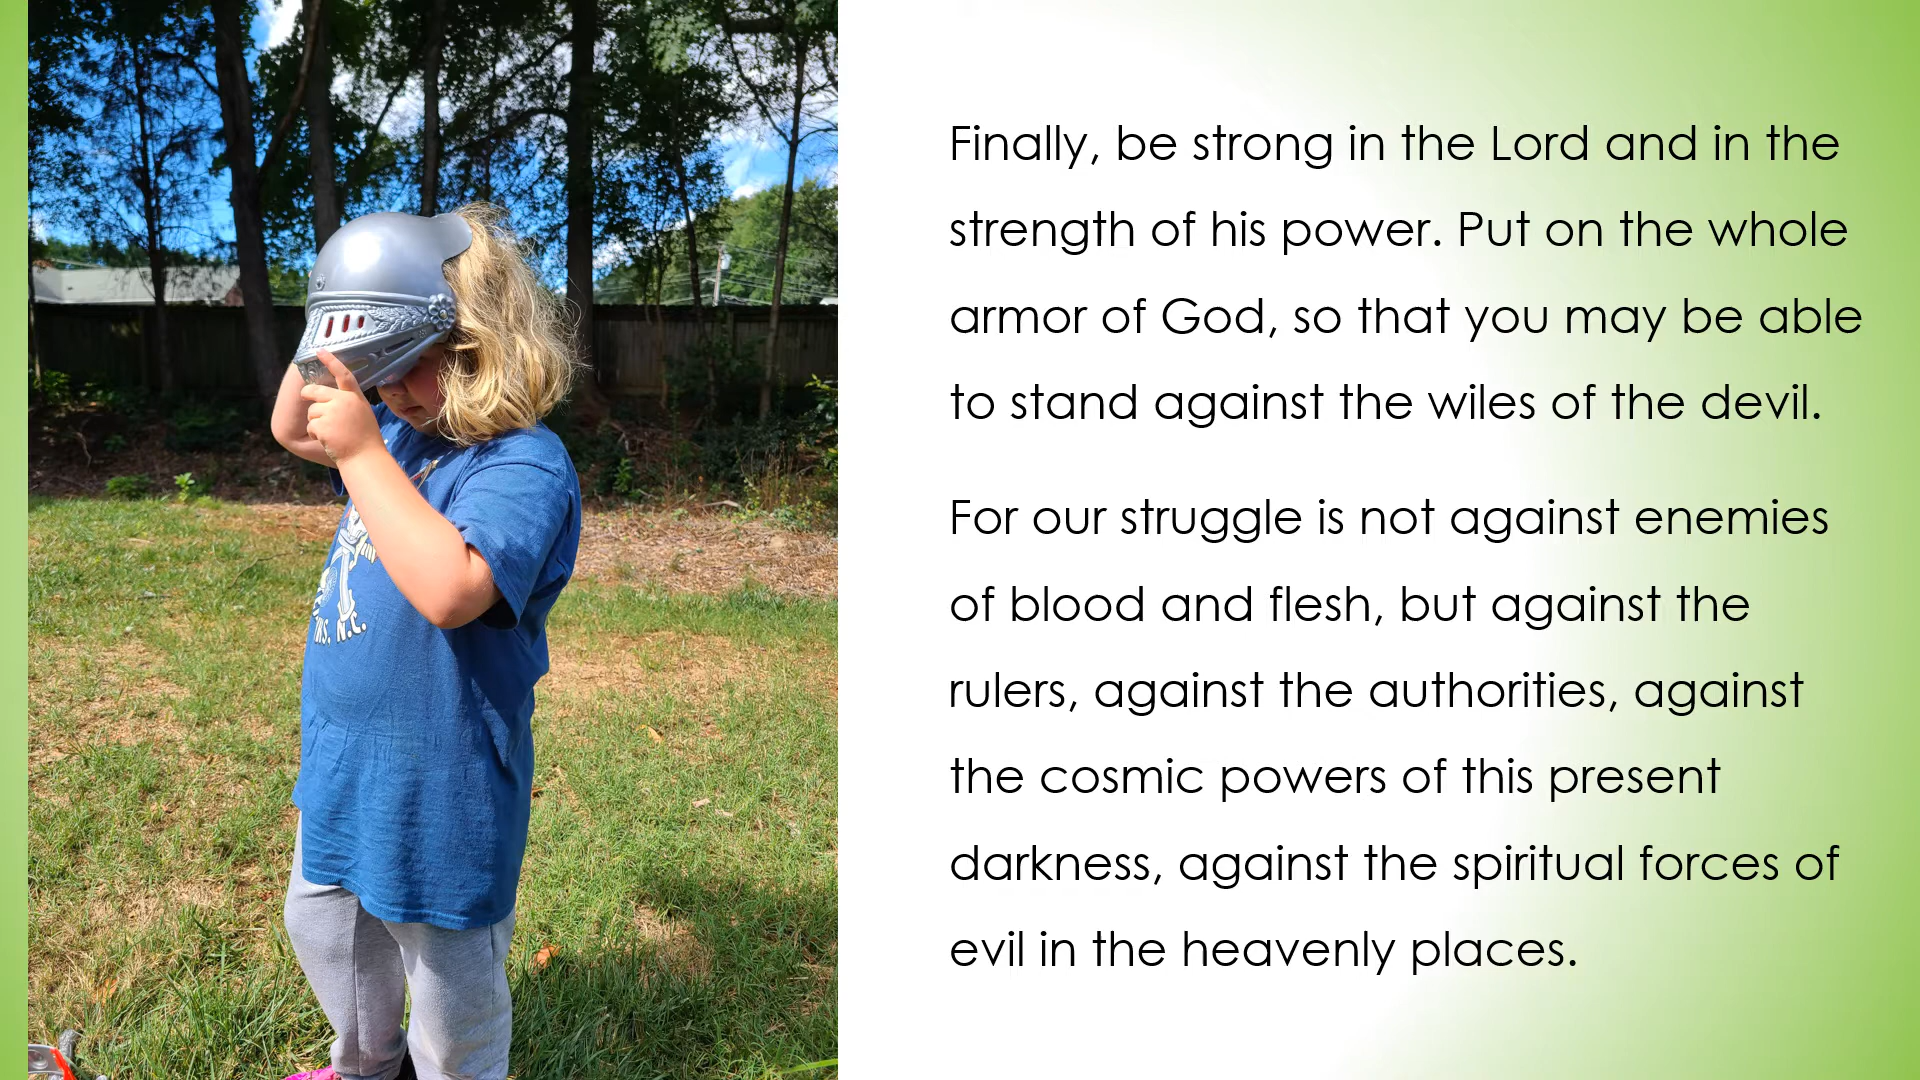 Finally, be strong in the Lord and in the
strength of his power. Put on the whole
armor of God, so that you may be able
to stand against the wiles of the devil.
For our struggle is not against enemies
of blood and flesh, but against the
rulers, against the authorities, against
the cosmic powers of this present
darkness, against the spiritual forces of
evil in the heavenly places.
N.C.